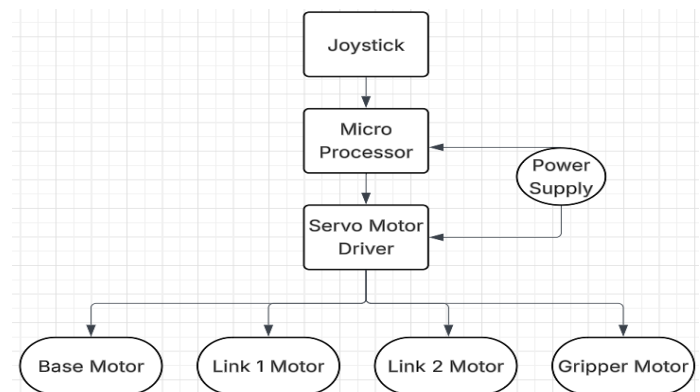 Joystick
Micro
Processor
Power
Supply
Servo Motor
Driver
Base Motor
Link 1 Motor
Link 2 Motor
Gripper Motor